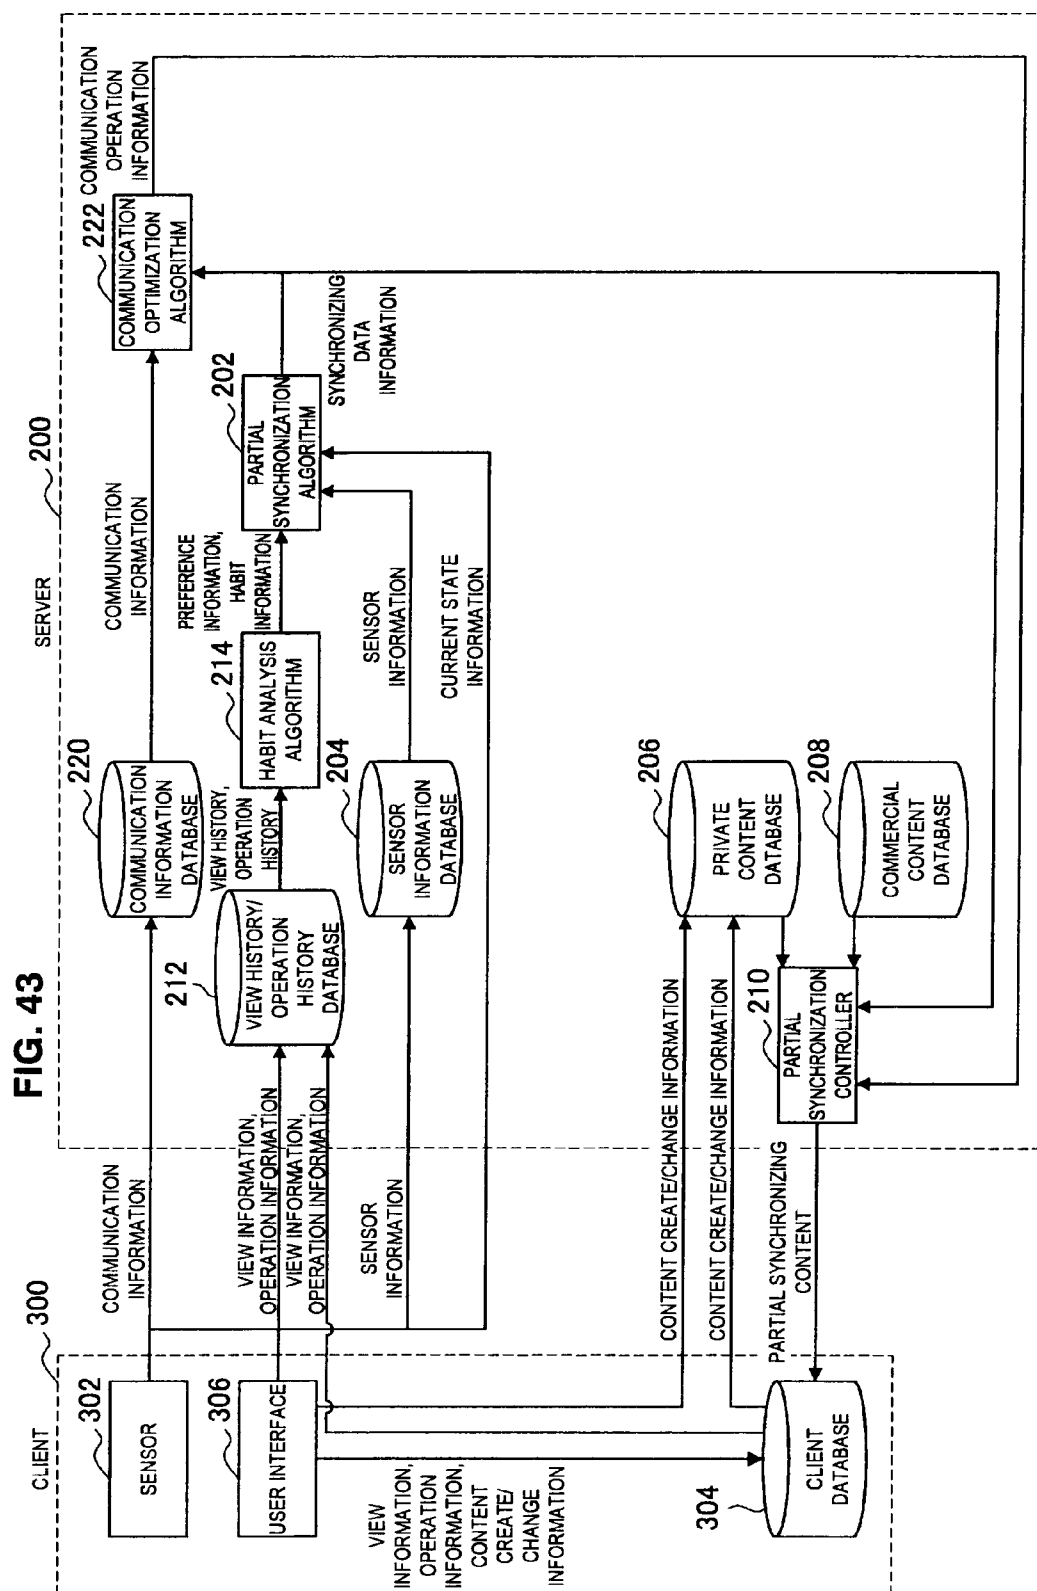 FIG. 43
CLIENT
300
SERVER
200
302
SENSOR
306
USER INTERFACE
VIEW
INFORMATION,
OPERATION
INFORMATION,
CONTENT
CREATE/
CHANGE
INFORMATION
304
CLIENT
DATABASE
COMMUNICATION
INFORMATION
VIEW INFORMATION,
OPERATION INFORMATION
VIEW INFORMATION,
OPERATION INFORMATION
SENSOR
INFORMATION
CONTENT CREATE/CHANGE INFORMATION
CONTENT CREATE/CHANGE INFORMATION
PARTIAL SYNCHRONIZING
CONTENT
220
COMMUNICATION
INFORMATION
DATABASE
212
VIEW HISTORY/
OPERATION
HISTORY
DATABASE
VIEW HISTORY,
OPERATION
HISTORY
204
SENSOR
INFORMATION
DATABASE
206
PRIVATE
CONTENT
DATABASE
208
COMMERCIAL
CONTENT
DATABASE
210
PARTIAL
SYNCHRONIZATION
CONTROLLER
214
HABIT ANALYSIS
ALGORITHM
PREFERENCE
INFORMATION,
HABIT
INFORMATION
SENSOR
INFORMATION
CURRENT STATE
INFORMATION
COMMUNICATION
INFORMATION
202
PARTIAL
SYNCHRONIZATION
ALGORITHM
SYNCHRONIZING
DATA
INFORMATION
222
COMMUNICATION
OPTIMIZATION
ALGORITHM
COMMUNICATION
OPERATION
INFORMATION